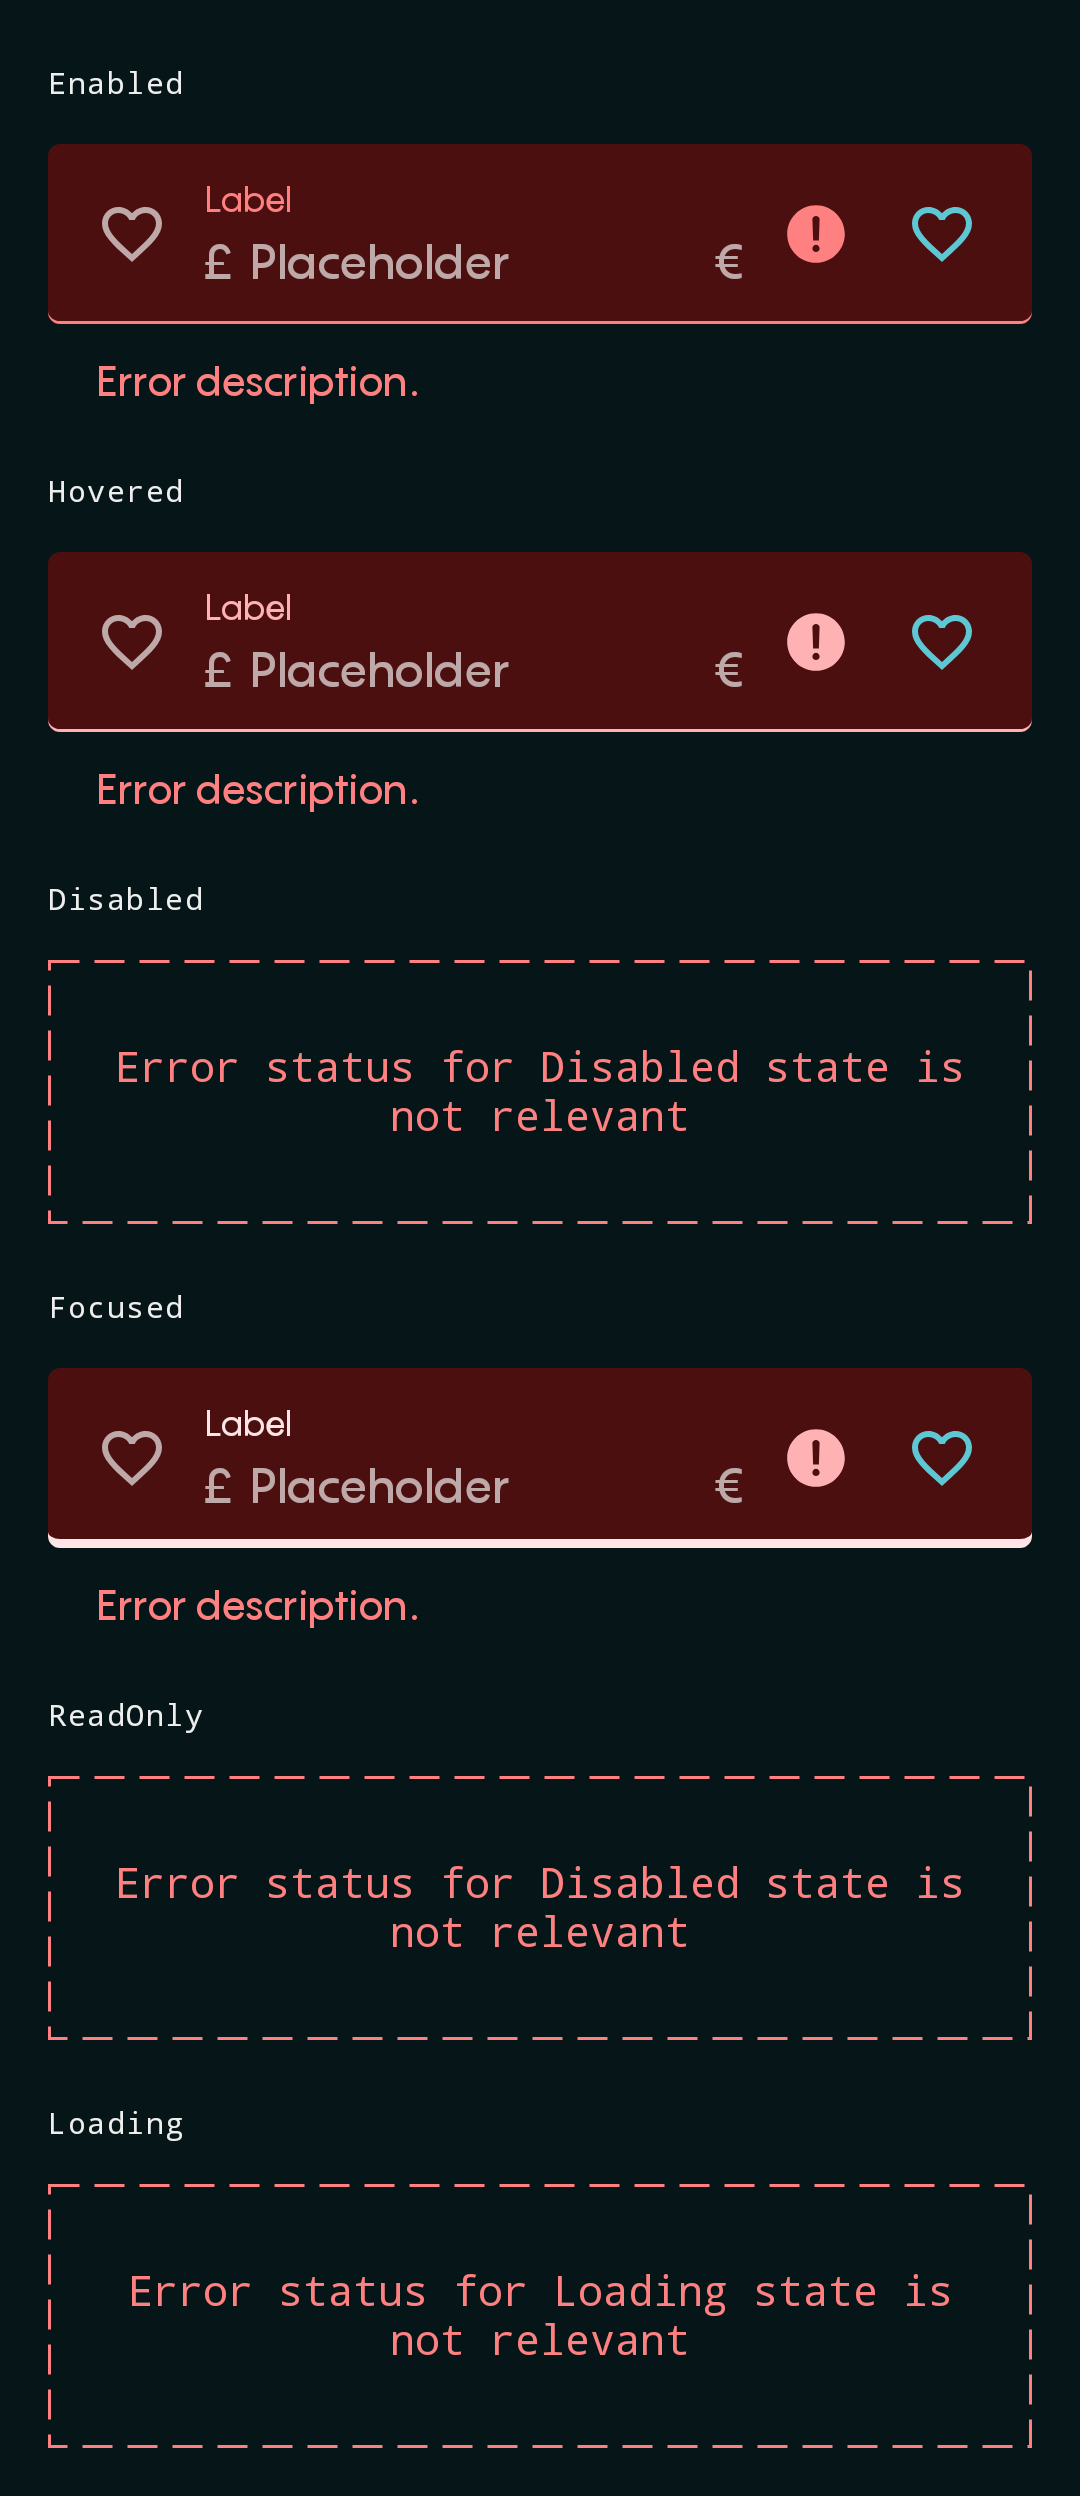 Enabled
Label
£ Placeholder €
Error description.
Hovered
Label
£ Placeholder €
Error description.
Disabled
Error status for Disabled state is
not relevant
Focused
Label
£ Placeholder €
Error description.
ReadOnly
Error status for Disabled state is
not relevant
Loading
Error status for Loading state is
not relevant